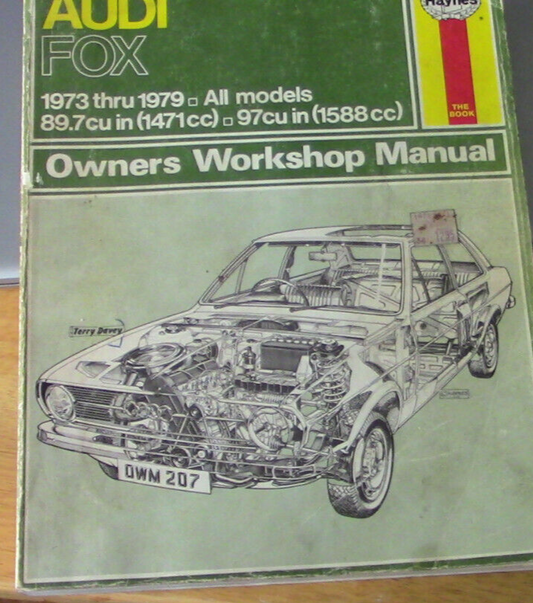 AUDI
FOX
Haynes
1973 thru 1979 ▫ All models
89.7cu in (1471cc) ▫ 97cu in (1588cc)
THE
BOOK
Owners Workshop Manual
Terry Davey
OWM 207